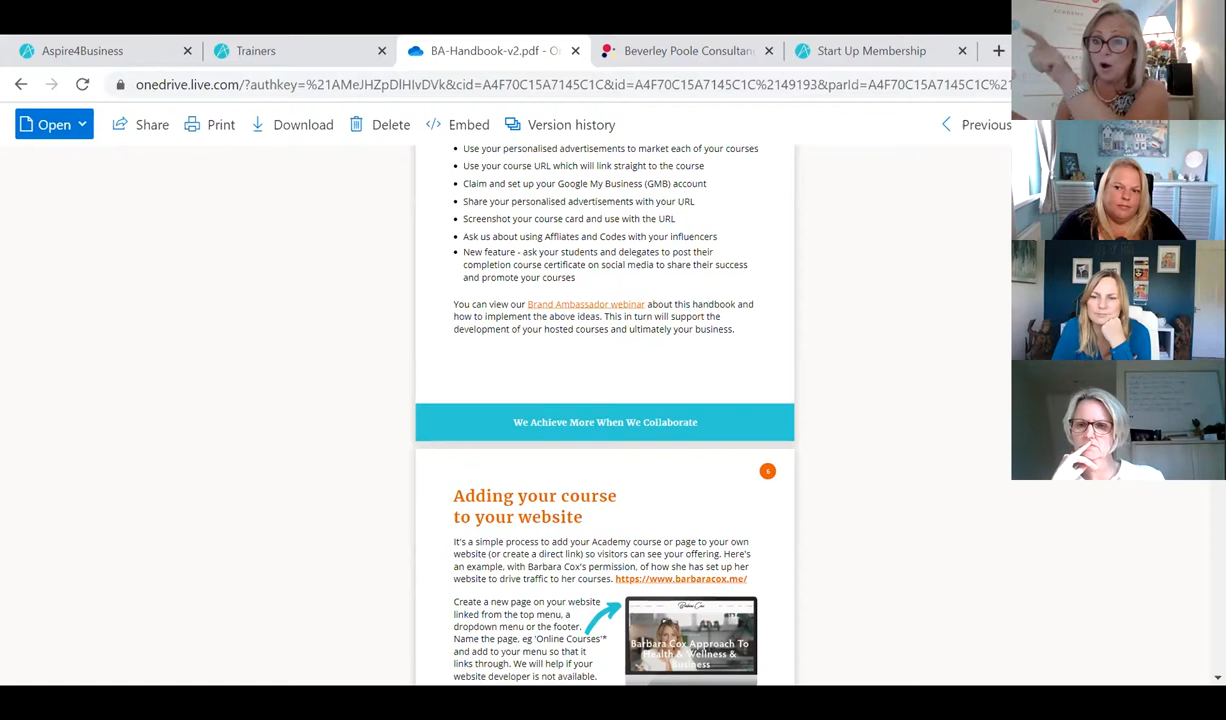 Aspire4Business
Trainers
BA-Handbook-v2.pdf - O
Beverley Poole Consultan
Start Up Membership
onedrive.live.com/?authkey=%21AMeJHZpDlHIvDVk&cid=A4F70C15A7145C1C&id=A4F70C15A7145C1C%2149193&parId=A4F70C15A7145C1C%21
Open
Share
Print
Download
Delete
Embed
Version history
Previous
Use your personalised advertisements to market each of your courses
Use your course URL which will link straight to the course
Claim and set up your Google My Business (GMB) account
Share your personalised advertisements with your URL
Screenshot your course card and use with the URL
Ask us about using Affliates and Codes with your influencers
New feature - ask your students and delegates to post their
completion course certificate on social media to share their success
and promote your courses
You can view our Brand Ambassador webinar about this handbook and
how to implement the above ideas. This in turn will support the
development of your hosted courses and ultimately your business.
We Achieve More When We Collaborate
6
Adding your course
to your website
It's a simple process to add your Academy course or page to your own
website (or create a direct link) so visitors can see your offering. Here's
an example, with Barbara Cox's permission, of how she has set up her
website to drive traffic to her courses. https://www.barbaracox.me/
Create a new page on your website
linked from the top menu, a
dropdown menu or the footer.
Name the page, eg 'Online Courses'*
and add to your menu so that it
links through. We will help if your
website developer is not available.
Barbara Cox
Barbara Cox Approach To
Health & Wellness &
Business